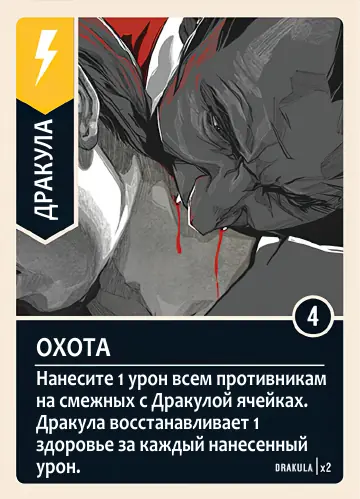 ДРАКУЛА
4
ОХОТА
Нанесите 1 урон всем противникам
на смежных с Дракулой ячейках.
Дракула восстанавливает 1
здоровье за каждый нанесенный
урон.
DRAKULA | x2